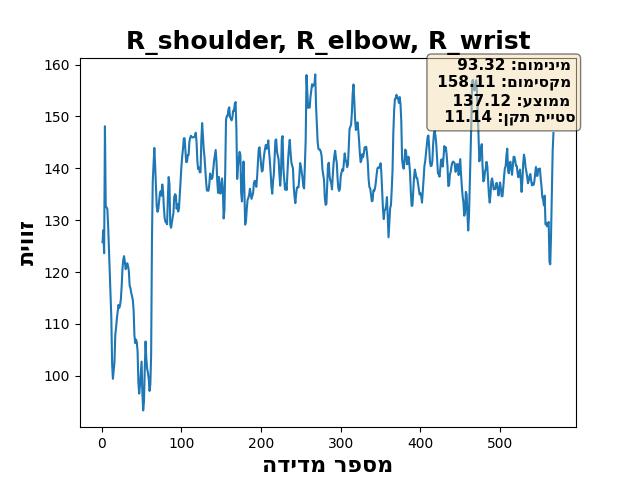 R_shoulder, R_elbow, R_wrist
מינימום: 93.32
מקסימום: 158.11
ממוצע: 137.12
סטיית תקן: 11.14
160
150
140
130
120
110
100
זווית
0 100 200 300 400 500
מספר מדידה